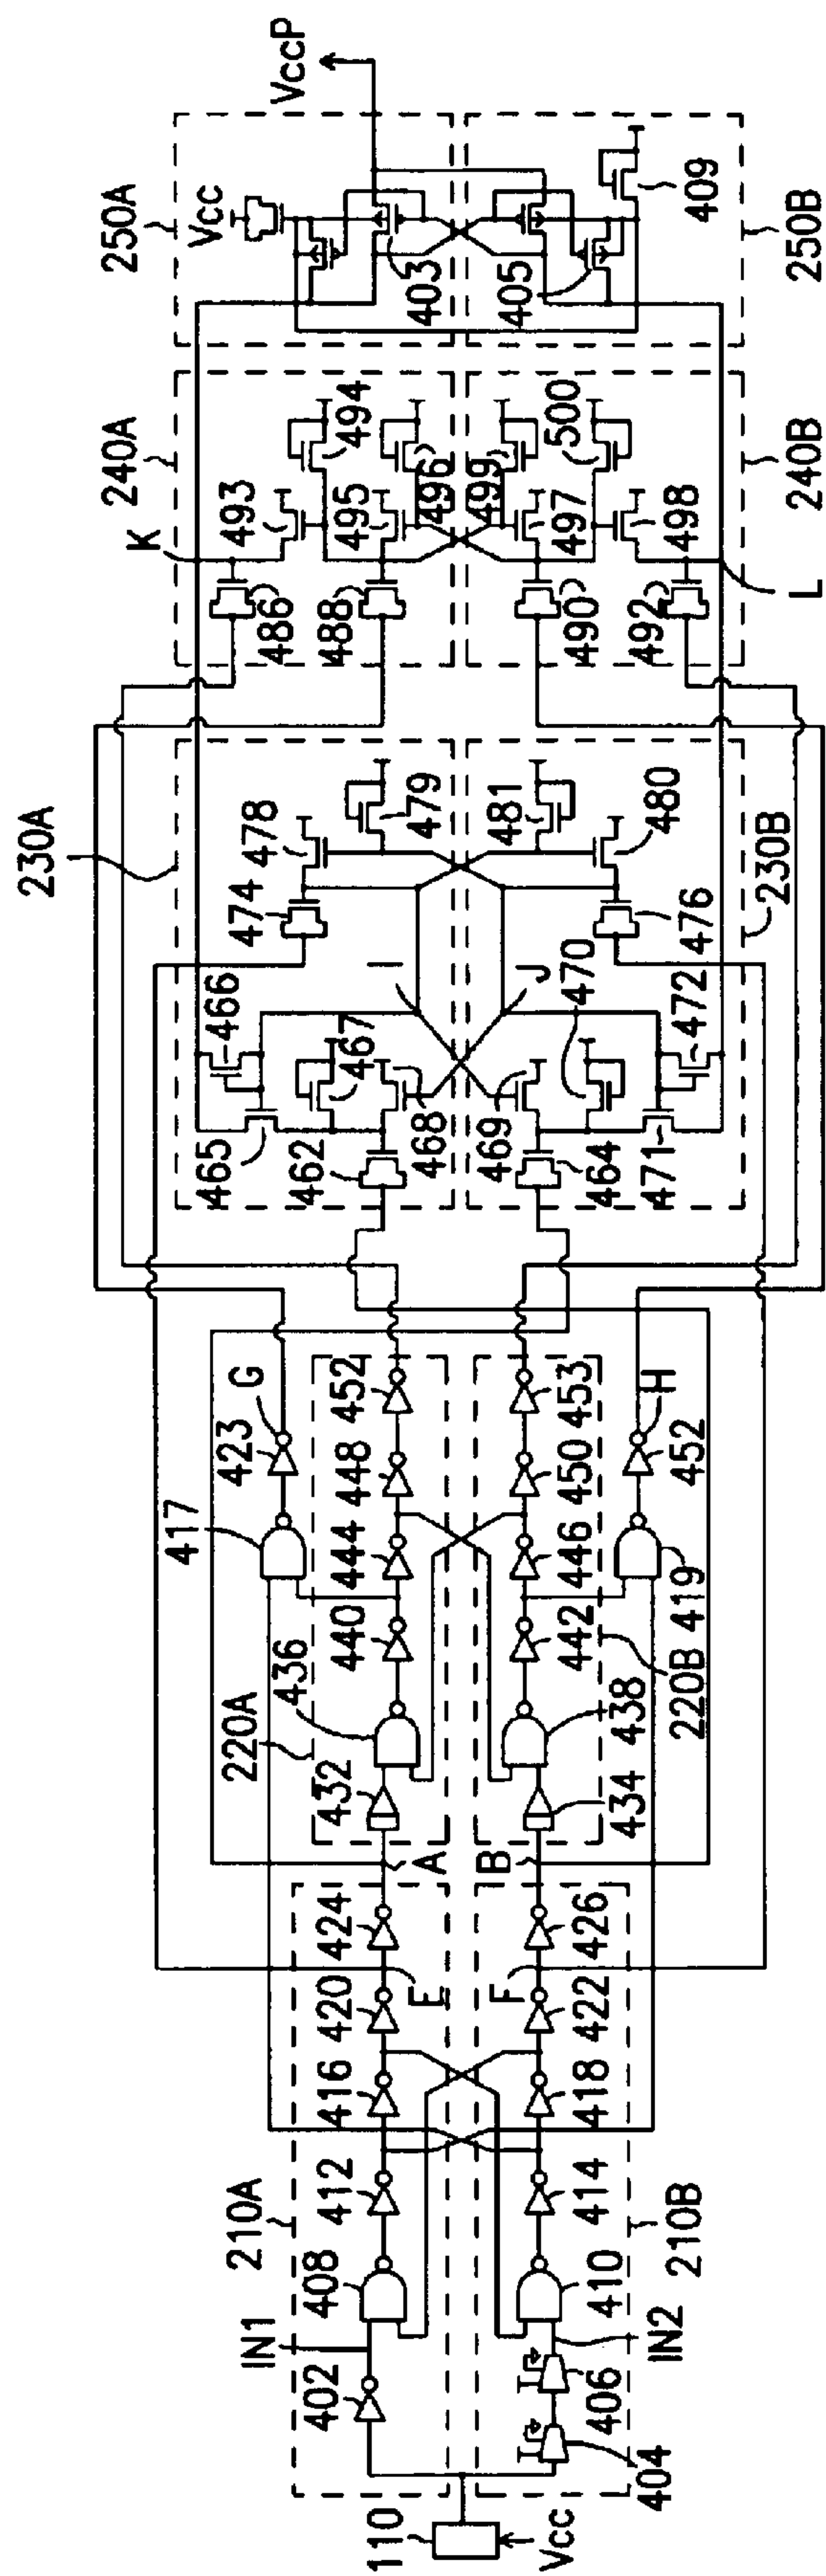 110
Vcc
210A
402
IN1
408
412
416
420
424
E
A
404
406
IN2
410
414
418
422
426
F
B
210B
220A
432
436
440
444
448
452
417
423
G
434
438
442
446
450
453
419
452
H
220B
230A
462
465
466
467
468
I
474
478
479
464
469
470
471
472
J
476
480
481
230B
240A
K
486
488
493
494
495
496
490
492
497
498
499
500
L
240B
250A
Vcc
403
VccP
405
409
250B